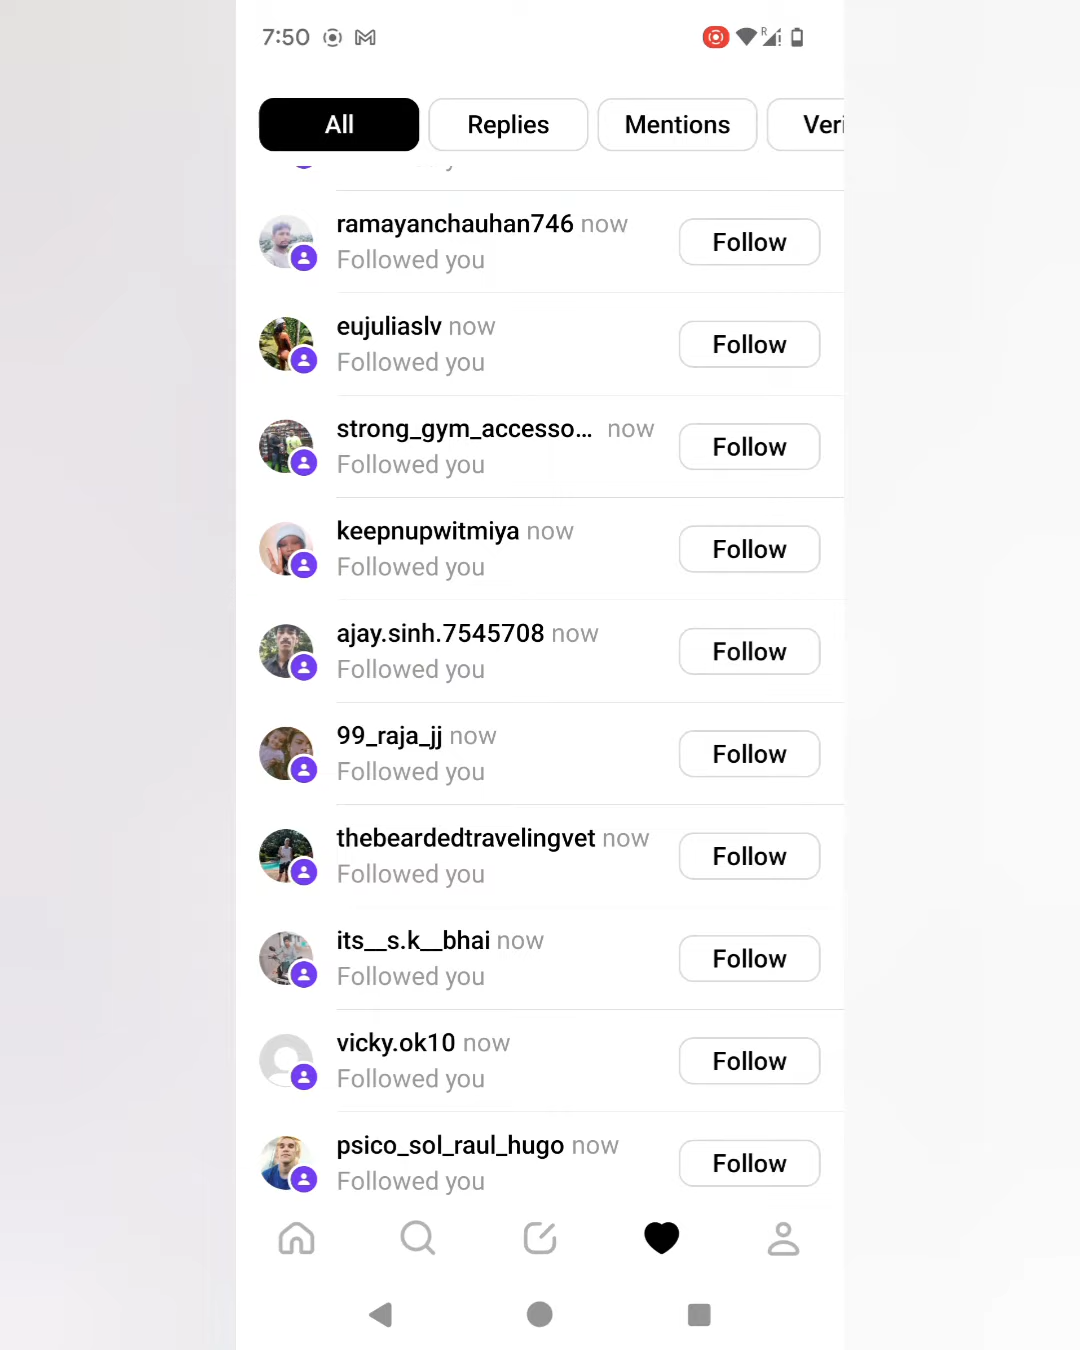 7:50
R
All
Replies
Mentions
Veri
ramayanchauhan746 now
Followed you
Follow
eujuliaslv now
Followed you
Follow
strong_gym_accesso... now
Followed you
Follow
keepnupwitmiya now
Followed you
Follow
ajay.sinh.7545708 now
Followed you
Follow
99_raja_jj now
Followed you
Follow
thebeardedtravelingvet now
Followed you
Follow
its__s.k__bhai now
Followed you
Follow
vicky.ok10 now
Followed you
Follow
psico_sol_raul_hugo now
Followed you
Follow